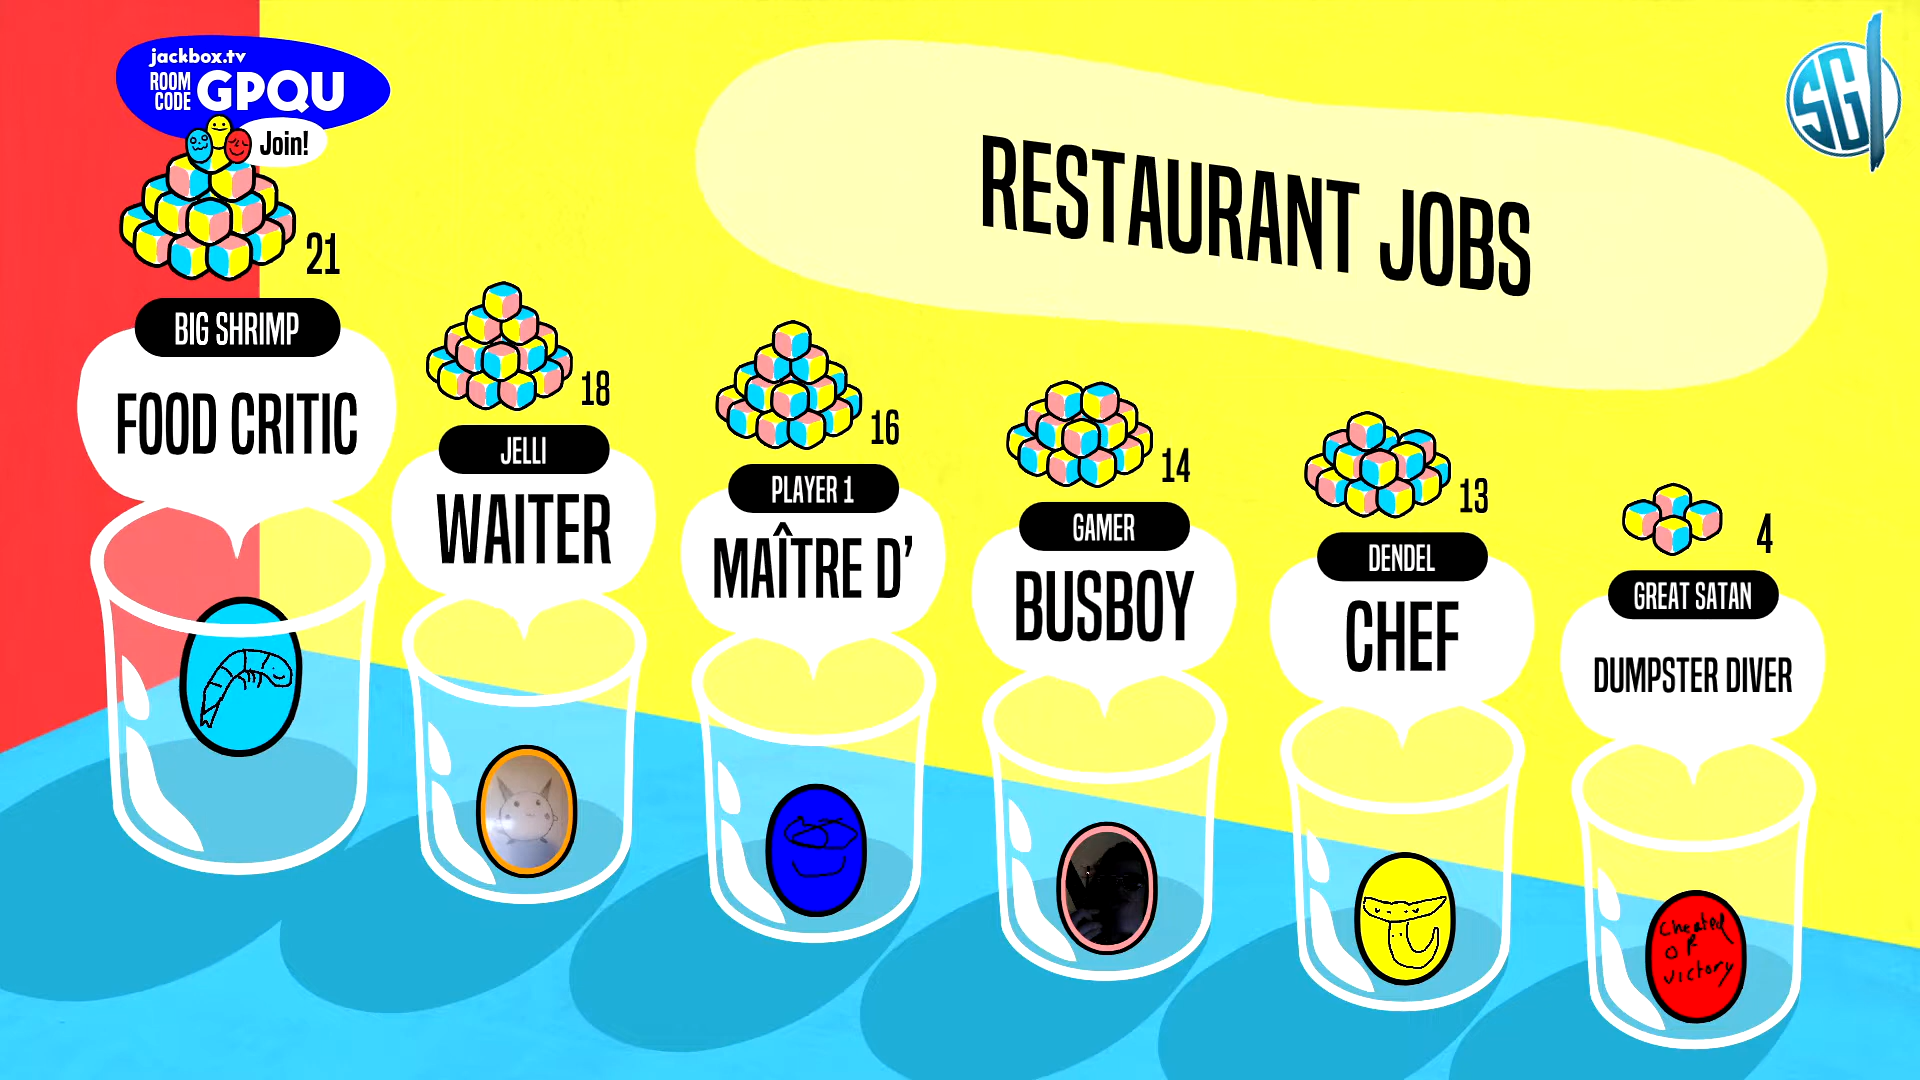 jackbox.tv
ROOM CODE GPQU
Join!
SG
RESTAURANT JOBS
21
BIG SHRIMP
FOOD CRITIC
18
JELLI
WAITER
16
PLAYER 1
MAÎTRE D’
14
GAMER
BUSBOY
13
DENDEL
CHEF
4
GREAT SATAN
DUMPSTER DIVER
Cheated
OF
victory